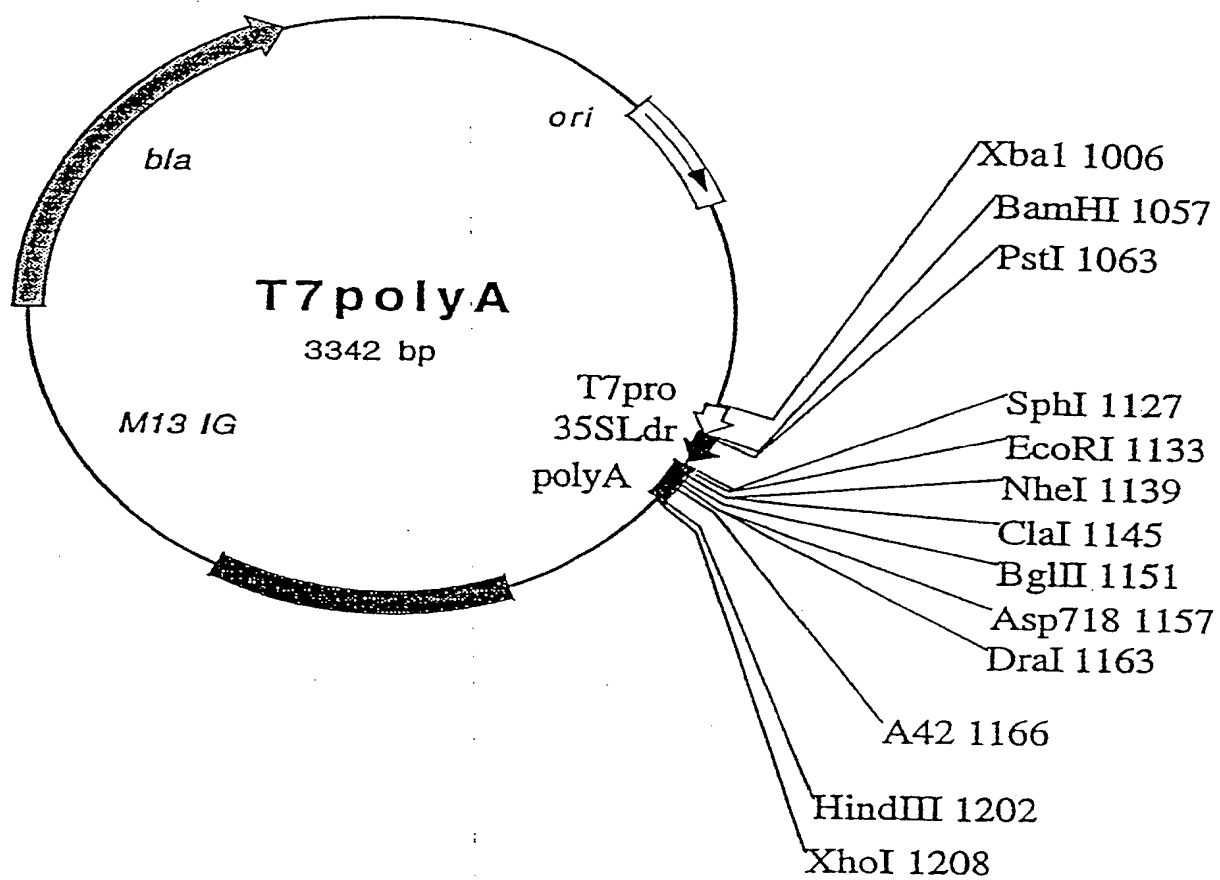 ori
bla
T7polyA
3342 bp
M13 IG
T7pro
35SLdr
polyA
Xba1 1006
BamHI 1057
PstI 1063
SphI 1127
EcoRI 1133
NheI 1139
ClaI 1145
BglII 1151
Asp718 1157
DraI 1163
A42 1166
HindIII 1202
XhoI 1208